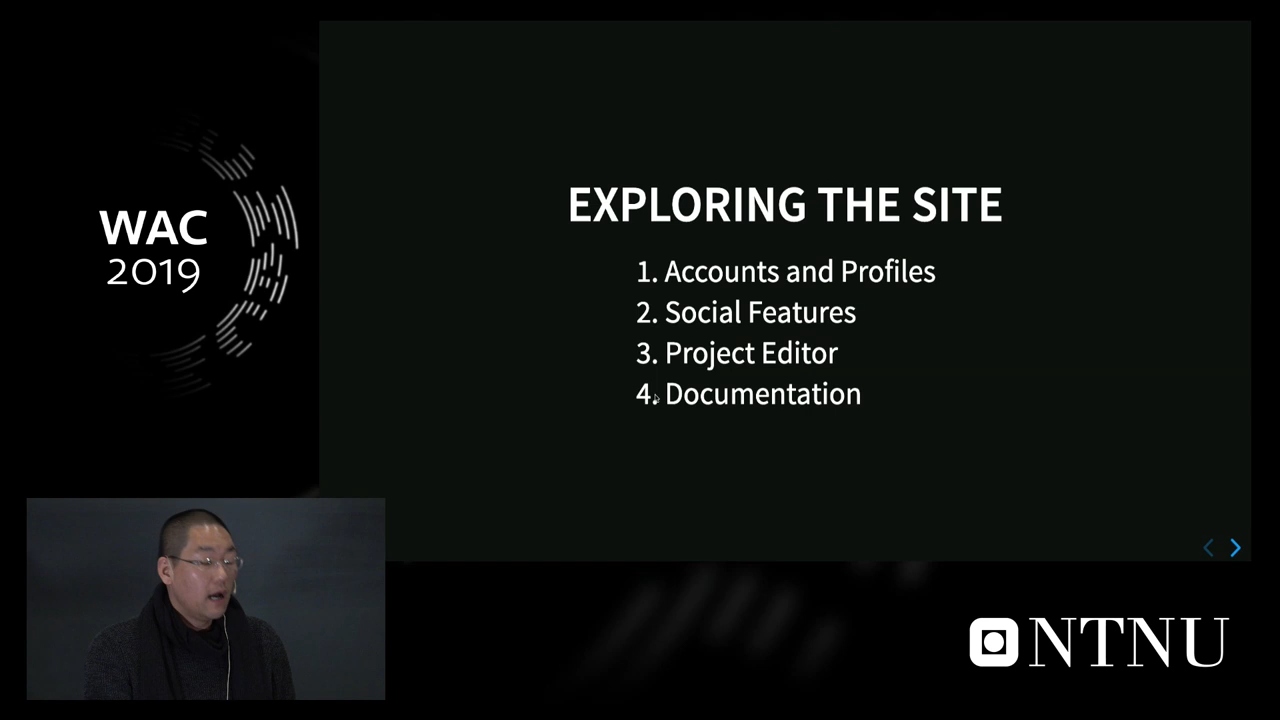 WAC
2019
EXPLORING THE SITE
1. Accounts and Profiles
2. Social Features
3. Project Editor
4. Documentation
NTNU